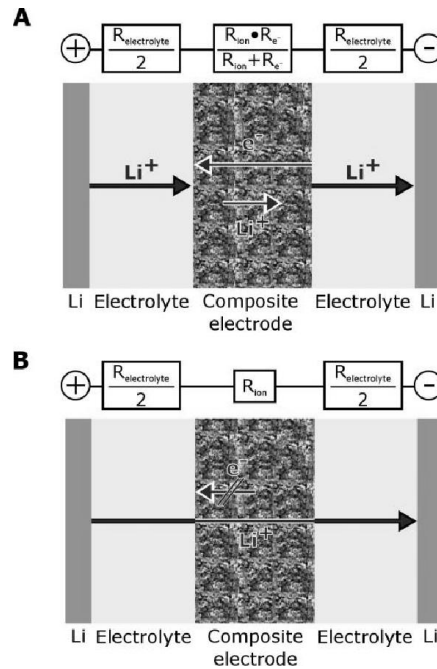 A
+ R_electrolyte/2 R_ion•R_e⁻/R_ion+R_e⁻ R_electrolyte/2 −
e⁻
Li⁺ Li⁺
Li⁺
Li Electrolyte Composite electrode Electrolyte Li
B
+ R_electrolyte/2 R_ion R_electrolyte/2 −
e⁻
Li⁺
Li Electrolyte Composite electrode Electrolyte Li